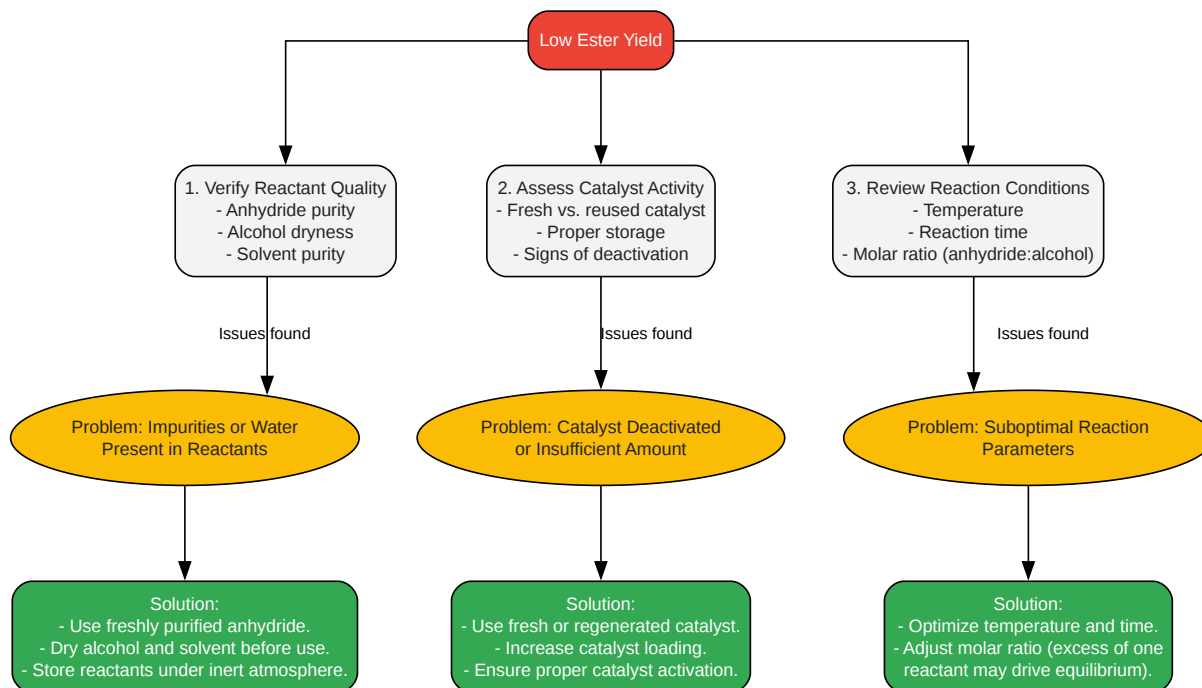 Low Ester Yield
1. Verify Reactant Quality
- Anhydride purity
- Alcohol dryness
- Solvent purity
2. Assess Catalyst Activity
- Fresh vs. reused catalyst
- Proper storage
- Signs of deactivation
3. Review Reaction Conditions
- Temperature
- Reaction time
- Molar ratio (anhydride:alcohol)
Issues found
Issues found
Issues found
Problem: Impurities or Water
Present in Reactants
Problem: Catalyst Deactivated
or Insufficient Amount
Problem: Suboptimal Reaction
Parameters
Solution:
- Use freshly purified anhydride.
- Dry alcohol and solvent before use.
- Store reactants under inert atmosphere.
Solution:
- Use fresh or regenerated catalyst.
- Increase catalyst loading.
- Ensure proper catalyst activation.
Solution:
- Optimize temperature and time.
- Adjust molar ratio (excess of one
reactant may drive equilibrium).